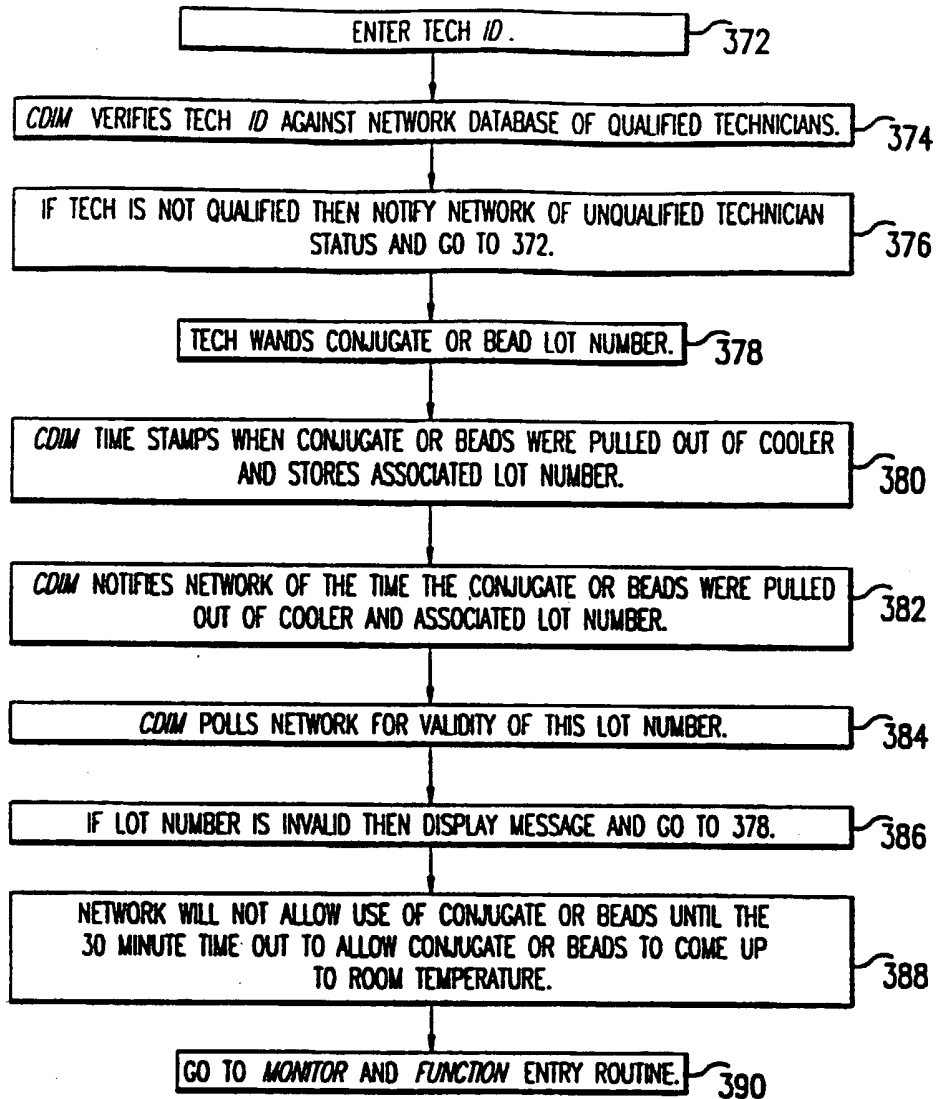 ENTER TECH ID.
372
CDIM VERIFIES TECH ID AGAINST NETWORK DATABASE OF QUALIFIED TECHNICIANS.
374
IF TECH IS NOT QUALIFIED THEN NOTIFY NETWORK OF UNQUALIFIED TECHNICIAN
STATUS AND GO TO 372.
376
TECH WANDS CONJUGATE OR BEAD LOT NUMBER.
378
CDIM TIME STAMPS WHEN CONJUGATE OR BEADS WERE PULLED OUT OF COOLER
AND STORES ASSOCIATED LOT NUMBER.
380
CDIM NOTIFIES NETWORK OF THE TIME THE CONJUGATE OR BEADS WERE PULLED
OUT OF COOLER AND ASSOCIATED LOT NUMBER.
382
CDIM POLLS NETWORK FOR VALIDITY OF THIS LOT NUMBER.
384
IF LOT NUMBER IS INVALID THEN DISPLAY MESSAGE AND GO TO 378.
386
NETWORK WILL NOT ALLOW USE OF CONJUGATE OR BEADS UNTIL THE
30 MINUTE TIME OUT TO ALLOW CONJUGATE OR BEADS TO COME UP
TO ROOM TEMPERATURE.
388
GO TO MONITOR AND FUNCTION ENTRY ROUTINE.
390